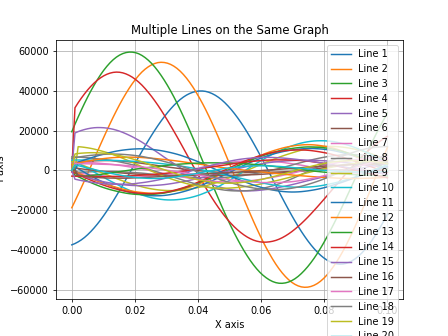 Multiple Lines on the Same Graph
60000
40000
20000
0
−20000
−40000
−60000
0.00
0.02
0.04
0.06
X axis
Line 1
Line 2
Line 3
Line 4
Line 5
Line 6
Line 7
Line 8
Line 9
Line 10
Line 11
Line 12
Line 13
Line 14
Line 15
Line 16
Line 17
Line 18
Line 19
Line 20